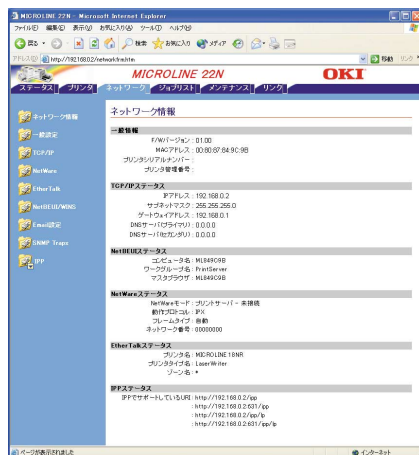 MICROLINE 22N - Microsoft Internet Explorer
ファイル(F) 編集(E) 表示(V) お気に入り(A) ツール(T) ヘルプ(H)
戻る 検索 お気に入り メディア
アドレス(D) http://192.168.0.2/networkfrm.htm 移動 リンク
MICROLINE 22N OKI
ステータス プリンタ ネットワーク ジョブリスト メンテナンス リンク
ネットワーク情報
一般設定
TCP/IP
NetWare
EtherTalk
NetBEUI/WINS
Email設定
SNMP Traps
IPP
ネットワーク情報
一般情報
F/Wバージョン : 01.00
MACアドレス : 00:80:87:84:9C:9B
プリンタシリアルナンバー :
プリンタ管理番号 :
TCP/IPステータス
IPアドレス : 192.168.0.2
サブネットマスク : 255.255.255.0
ゲートウェイアドレス : 192.168.0.1
DNSサーバ(プライマリ) : 0.0.0.0
DNSサーバ(セカンダリ) : 0.0.0.0
NetBEUIステータス
コンピュータ名 : ML849C9B
ワークグループ名 : PrintServer
マスタブラウザ : ML849C9B
NetWareステータス
NetWareモード : プリントサーバ - 未接続
動作プロトコル : IPX
フレームタイプ : 自動
ネットワーク番号 : 00000000
EtherTalkステータス
プリンタ名 : MICROLINE 18NR
プリンタタイプ名 : LaserWriter
ゾーン名 : *
IPPステータス
IPPでサポートしているURI : http://192.168.0.2/ipp
: http://192.168.0.2:631/ipp
: http://192.168.0.2/ipp/lp
: http://192.168.0.2:631/ipp/lp
ページが表示されました インターネット